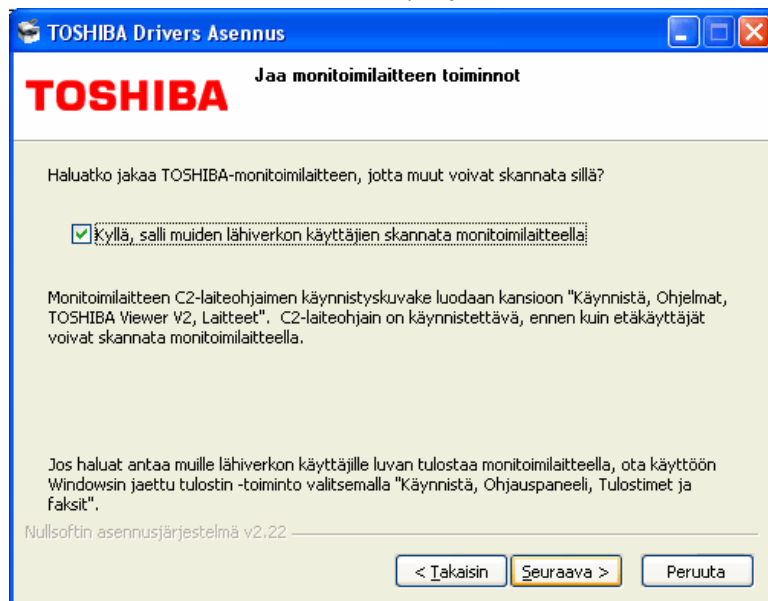 TOSHIBA Drivers Asennus
Jaa monitoimilaitteen toiminnot
TOSHIBA
Haluatko jakaa TOSHIBA-monitoimilaitteen, jotta muut voivat skannata sillä?
Kyllä, salli muiden lähiverkon käyttäjien skannata monitoimilaitteella
Monitoimilaitteen C2-laiteohjaimen käynnistyskuvake luodaan kansioon "Käynnistä, Ohjelmat,
TOSHIBA Viewer V2, Laitteet". C2-laiteohjain on käynnistettävä, ennen kuin etäkäyttäjät
voivat skannata monitoimilaitteella.
Jos haluat antaa muille lähiverkon käyttäjille luvan tulostaa monitoimilaitteella, ota käyttöön
Windowsin jaettu tulostin -toiminto valitsemalla "Käynnistä, Ohjauspaneeli, Tulostimet ja
faksit".
Nullsoftin asennusjärjestelmä v2.22
< Takaisin
Seuraava >
Peruuta